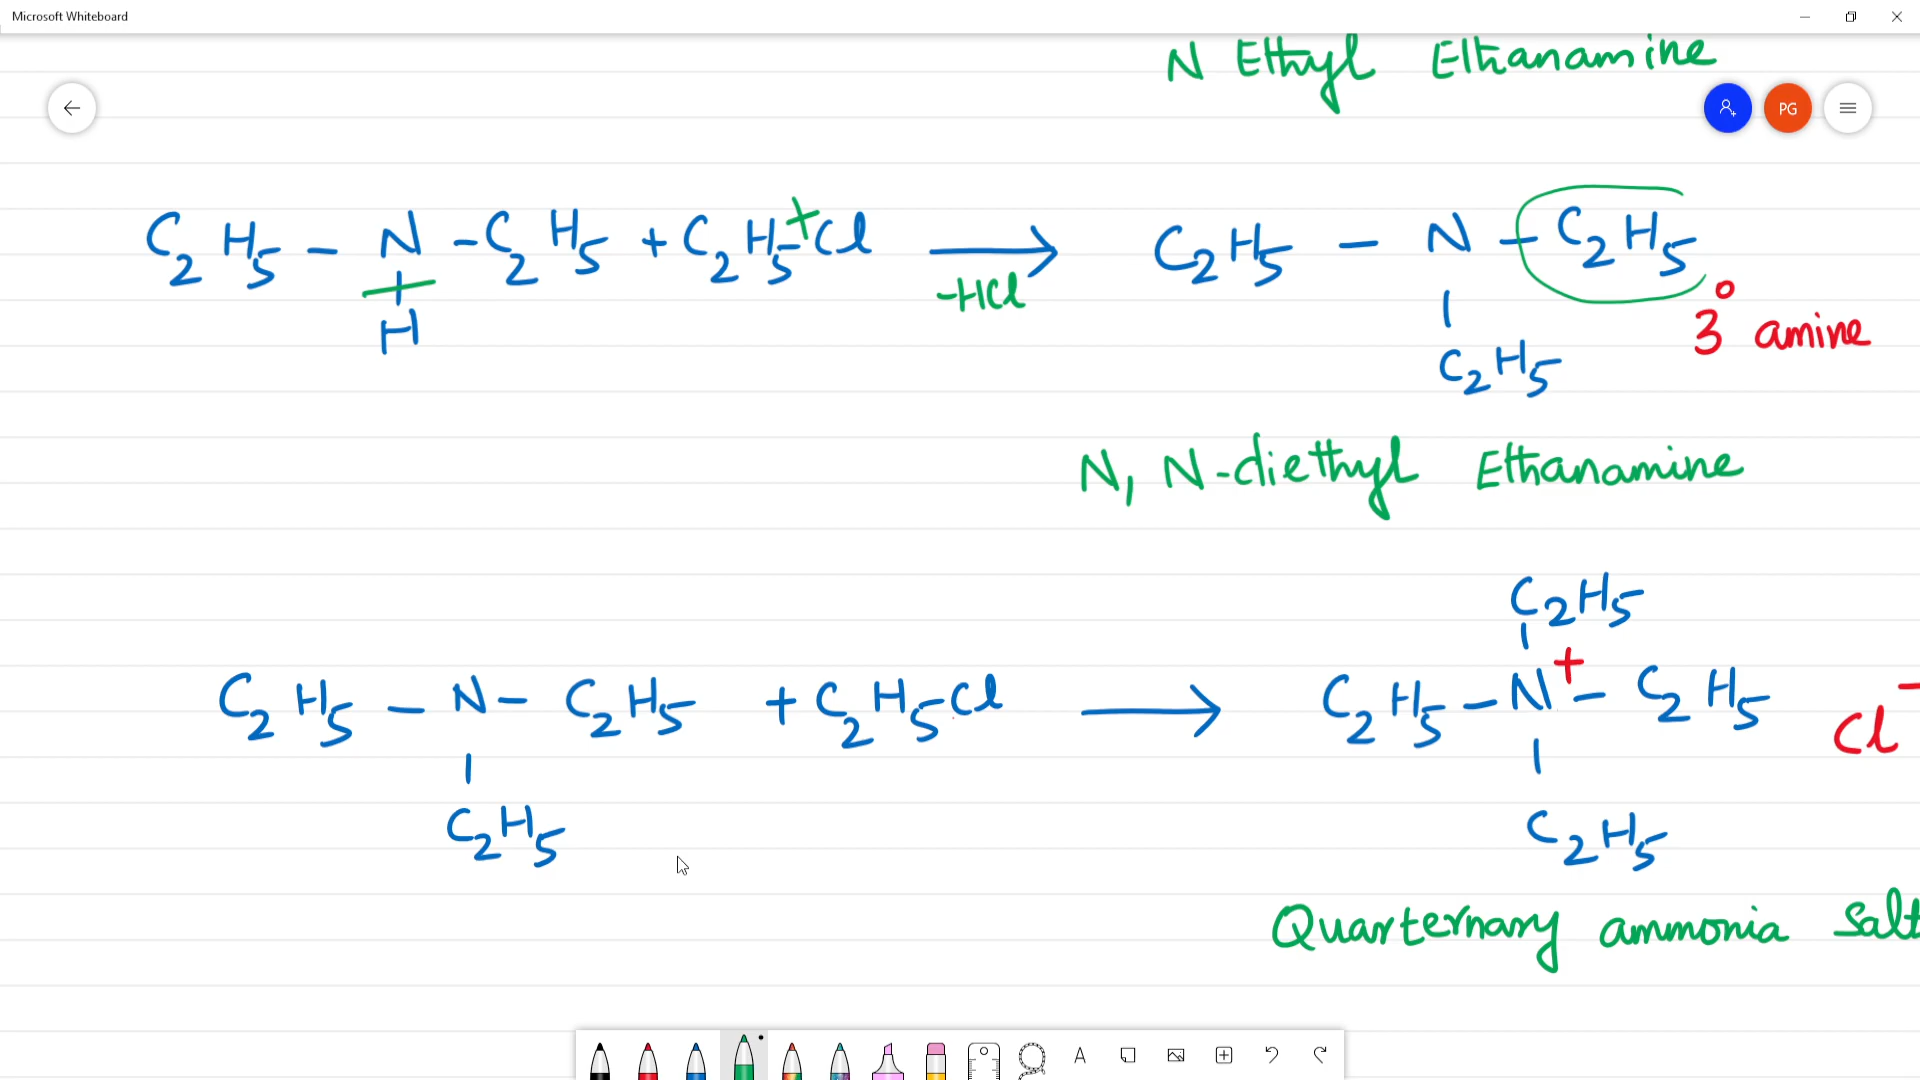 Microsoft Whiteboard
N Ethyl Ethanamine
PG
C2H5 - N - C2H5 + C2H5 - Cl → C2H5 - N - C2H5
-HCl
H
3° amine
C2H5
N, N-diethyl Ethanamine
C2H5
C2H5 - N - C2H5 + C2H5Cl → C2H5 - N+ - C2H5 Cl-
C2H5 C2H5
Quarternary ammonia Salt
A